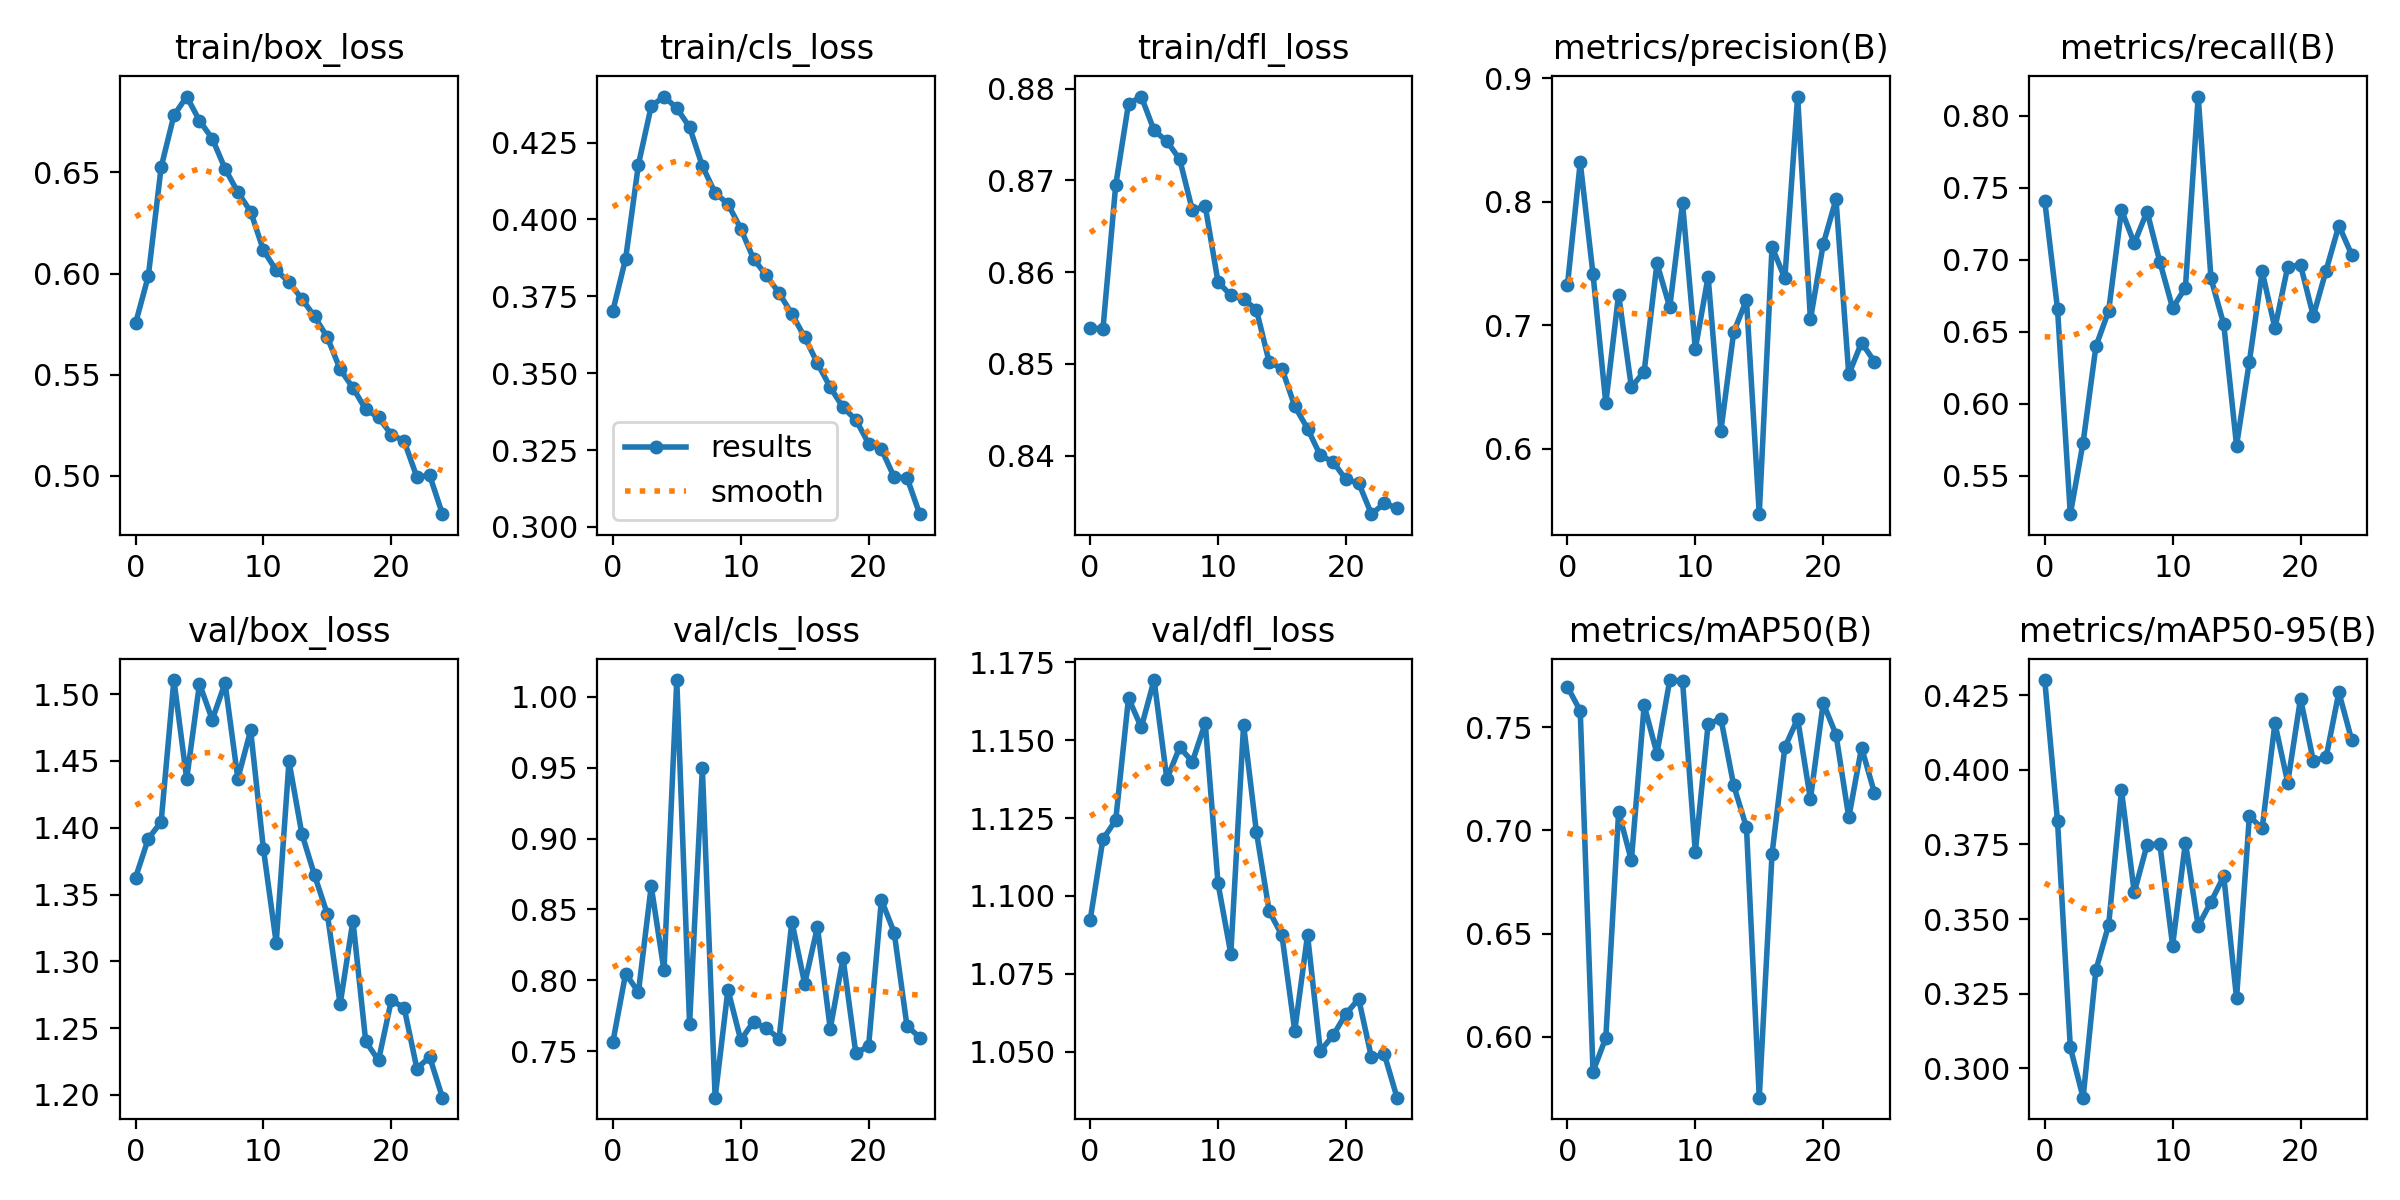 train/box_loss
0.65
0.60
0.55
0.50
0 10 20
train/cls_loss
0.425
0.400
0.375
0.350
0.325
0.300
results
smooth
0 10 20
train/dfl_loss
0.88
0.87
0.86
0.85
0.84
0 10 20
metrics/precision(B)
0.9
0.8
0.7
0.6
0 10 20
metrics/recall(B)
0.80
0.75
0.70
0.65
0.60
0.55
0 10 20
val/box_loss
1.50
1.45
1.40
1.35
1.30
1.25
1.20
0 10 20
val/cls_loss
1.00
0.95
0.90
0.85
0.80
0.75
0 10 20
val/dfl_loss
1.175
1.150
1.125
1.100
1.075
1.050
0 10 20
metrics/mAP50(B)
0.75
0.70
0.65
0.60
0 10 20
metrics/mAP50-95(B)
0.425
0.400
0.375
0.350
0.325
0.300
0 10 20